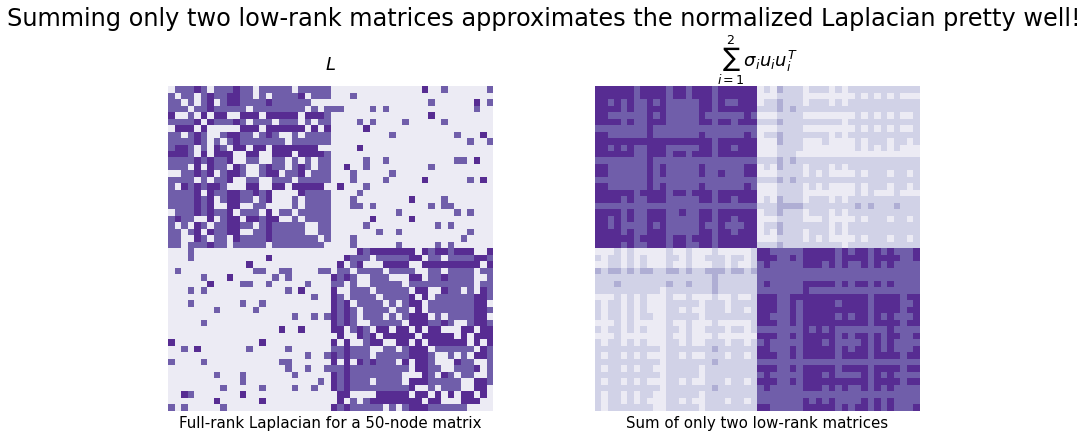 Summing only two low-rank matrices approximates the normalized Laplacian pretty well!
L
2
∑ σᵢuᵢuᵢᵀ
i = 1
Full-rank Laplacian for a 50-node matrix
Sum of only two low-rank matrices